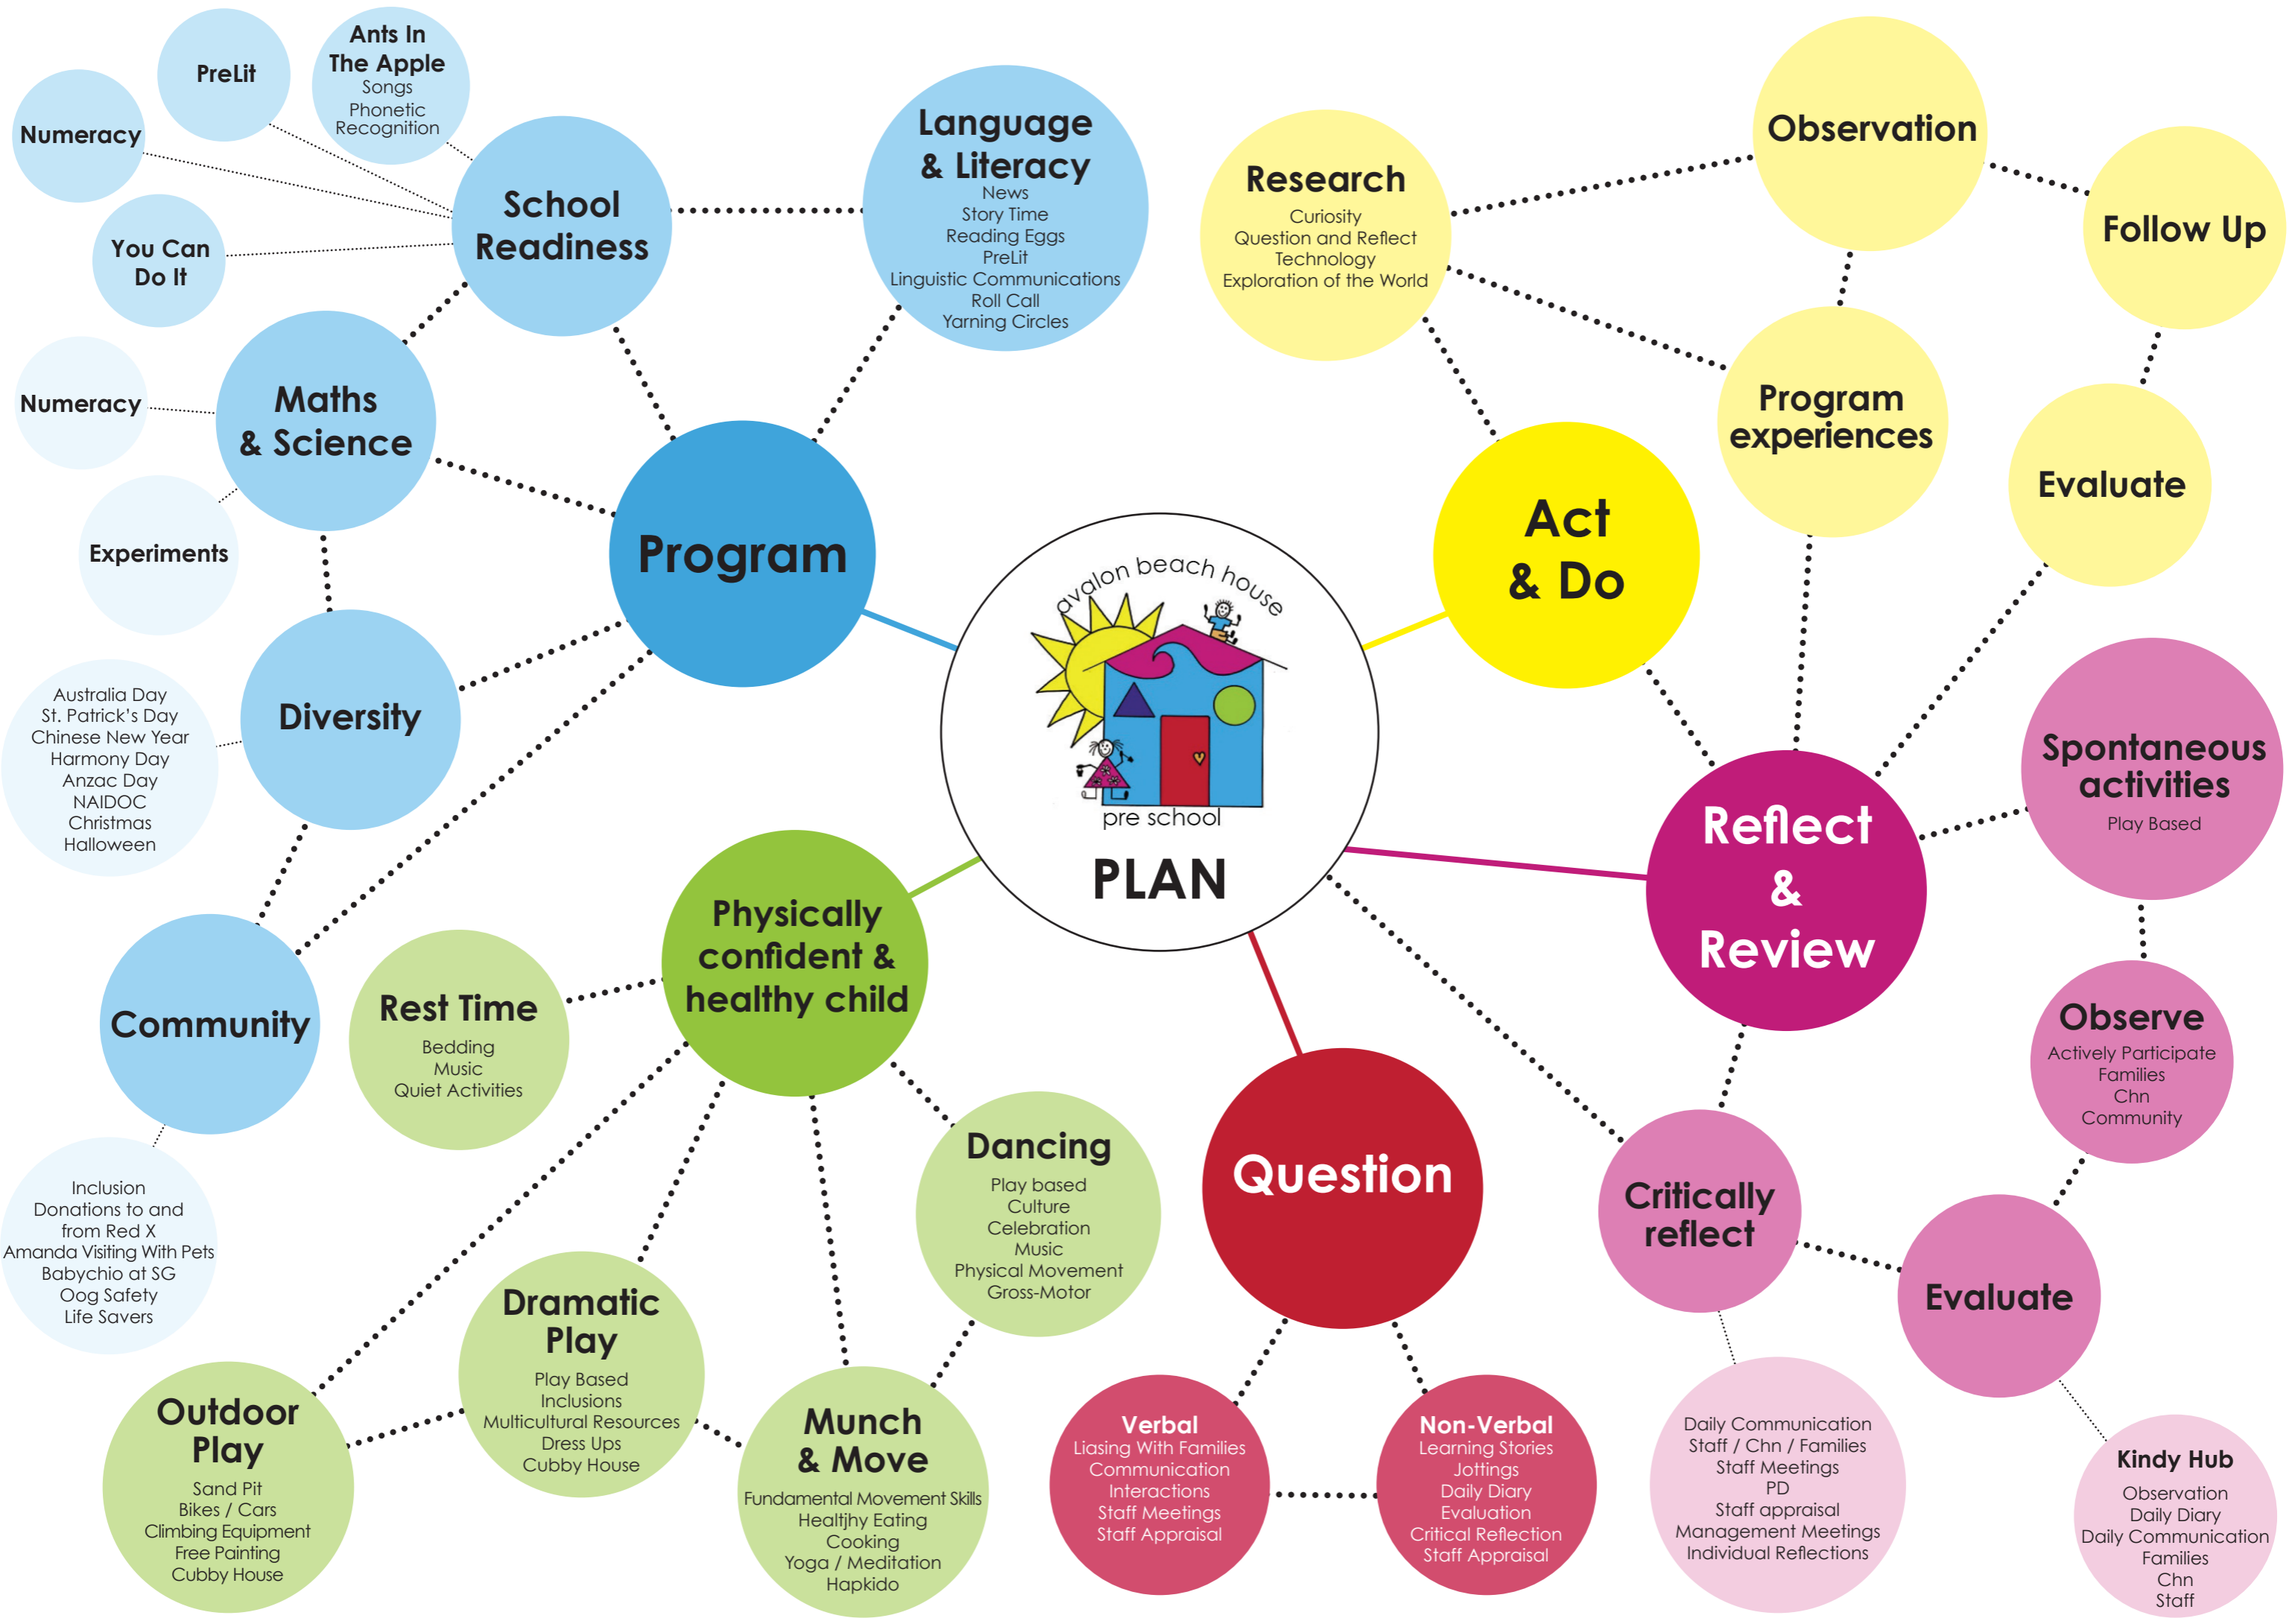 Ants In
The Apple
Songs
Phonetic
Recognition
PreLit
Numeracy
You Can
Do It
School
Readiness
Language
& Literacy
News
Story Time
Reading Eggs
PreLit
Linguistic Communications
Roll Call
Yarning Circles
Maths
& Science
Numeracy
Experiments
Program
Diversity
Australia Day
St. Patrick's Day
Chinese New Year
Harmony Day
Anzac Day
NAIDOC
Christmas
Halloween
Community
Inclusion
Donations to and
from Red X
Amanda Visiting With Pets
Babychio at SG
Oog Safety
Life Savers
avalon beach house
pre school
PLAN
Research
Curiosity
Question and Reflect
Technology
Exploration of the World
Observation
Follow Up
Program
experiences
Evaluate
Act
& Do
Reflect
&
Review
Spontaneous
activities
Play Based
Observe
Actively Participate
Families
Chn
Community
Critically
reflect
Evaluate
Daily Communication
Staff / Chn / Families
Staff Meetings
PD
Staff appraisal
Management Meetings
Individual Reflections
Kindy Hub
Observation
Daily Diary
Daily Communication
Families
Chn
Staff
Physically
confident &
healthy child
Rest Time
Bedding
Music
Quiet Activities
Dancing
Play based
Culture
Celebration
Music
Physical Movement
Gross-Motor
Dramatic
Play
Play Based
Inclusions
Multicultural Resources
Dress Ups
Cubby House
Outdoor
Play
Sand Pit
Bikes / Cars
Climbing Equipment
Free Painting
Cubby House
Munch
& Move
Fundamental Movement Skills
Healtjhy Eating
Cooking
Yoga / Meditation
Hapkido
Question
Verbal
Liasing With Families
Communication
Interactions
Staff Meetings
Staff Appraisal
Non-Verbal
Learning Stories
Jottings
Daily Diary
Evaluation
Critical Reflection
Staff Appraisal